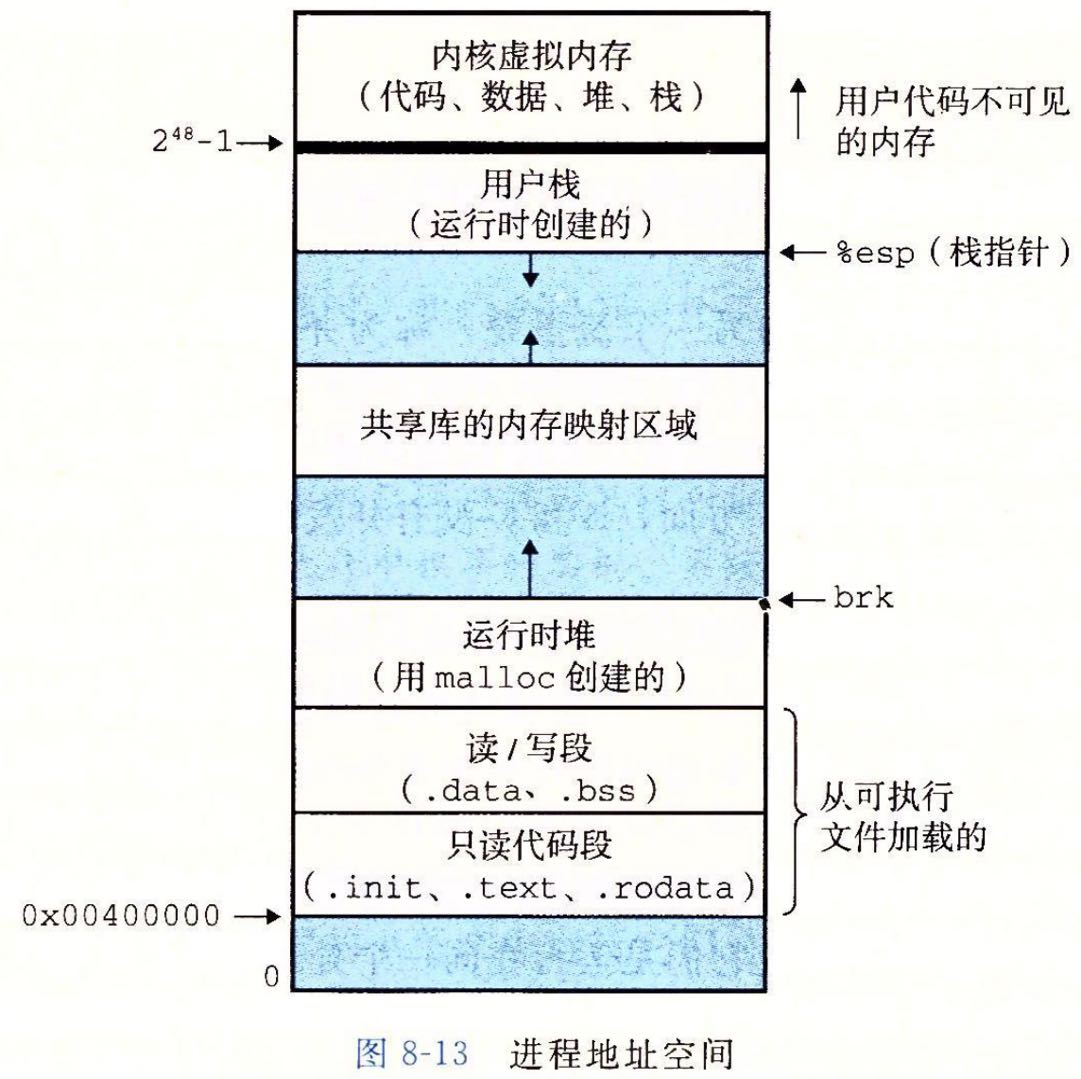 内核虚拟内存
（代码、数据、堆、栈）
用户代码不可见
的内存
2⁴⁸-1
用户栈
（运行时创建的）
%esp（栈指针）
共享库的内存映射区域
brk
运行时堆
（用malloc创建的）
读/写段
（.data、.bss）
从可执行
文件加载的
只读代码段
（.init、.text、.rodata）
0x00400000
0
图 8-13 进程地址空间